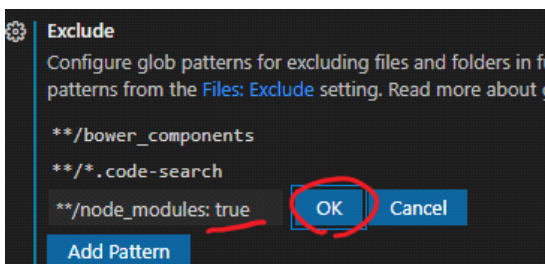 Exclude
Configure glob patterns for excluding files and folders in
patterns from the Files: Exclude setting. Read more about
**/bower_components
**/*.code-search
**/node_modules: true OK Cancel
Add Pattern